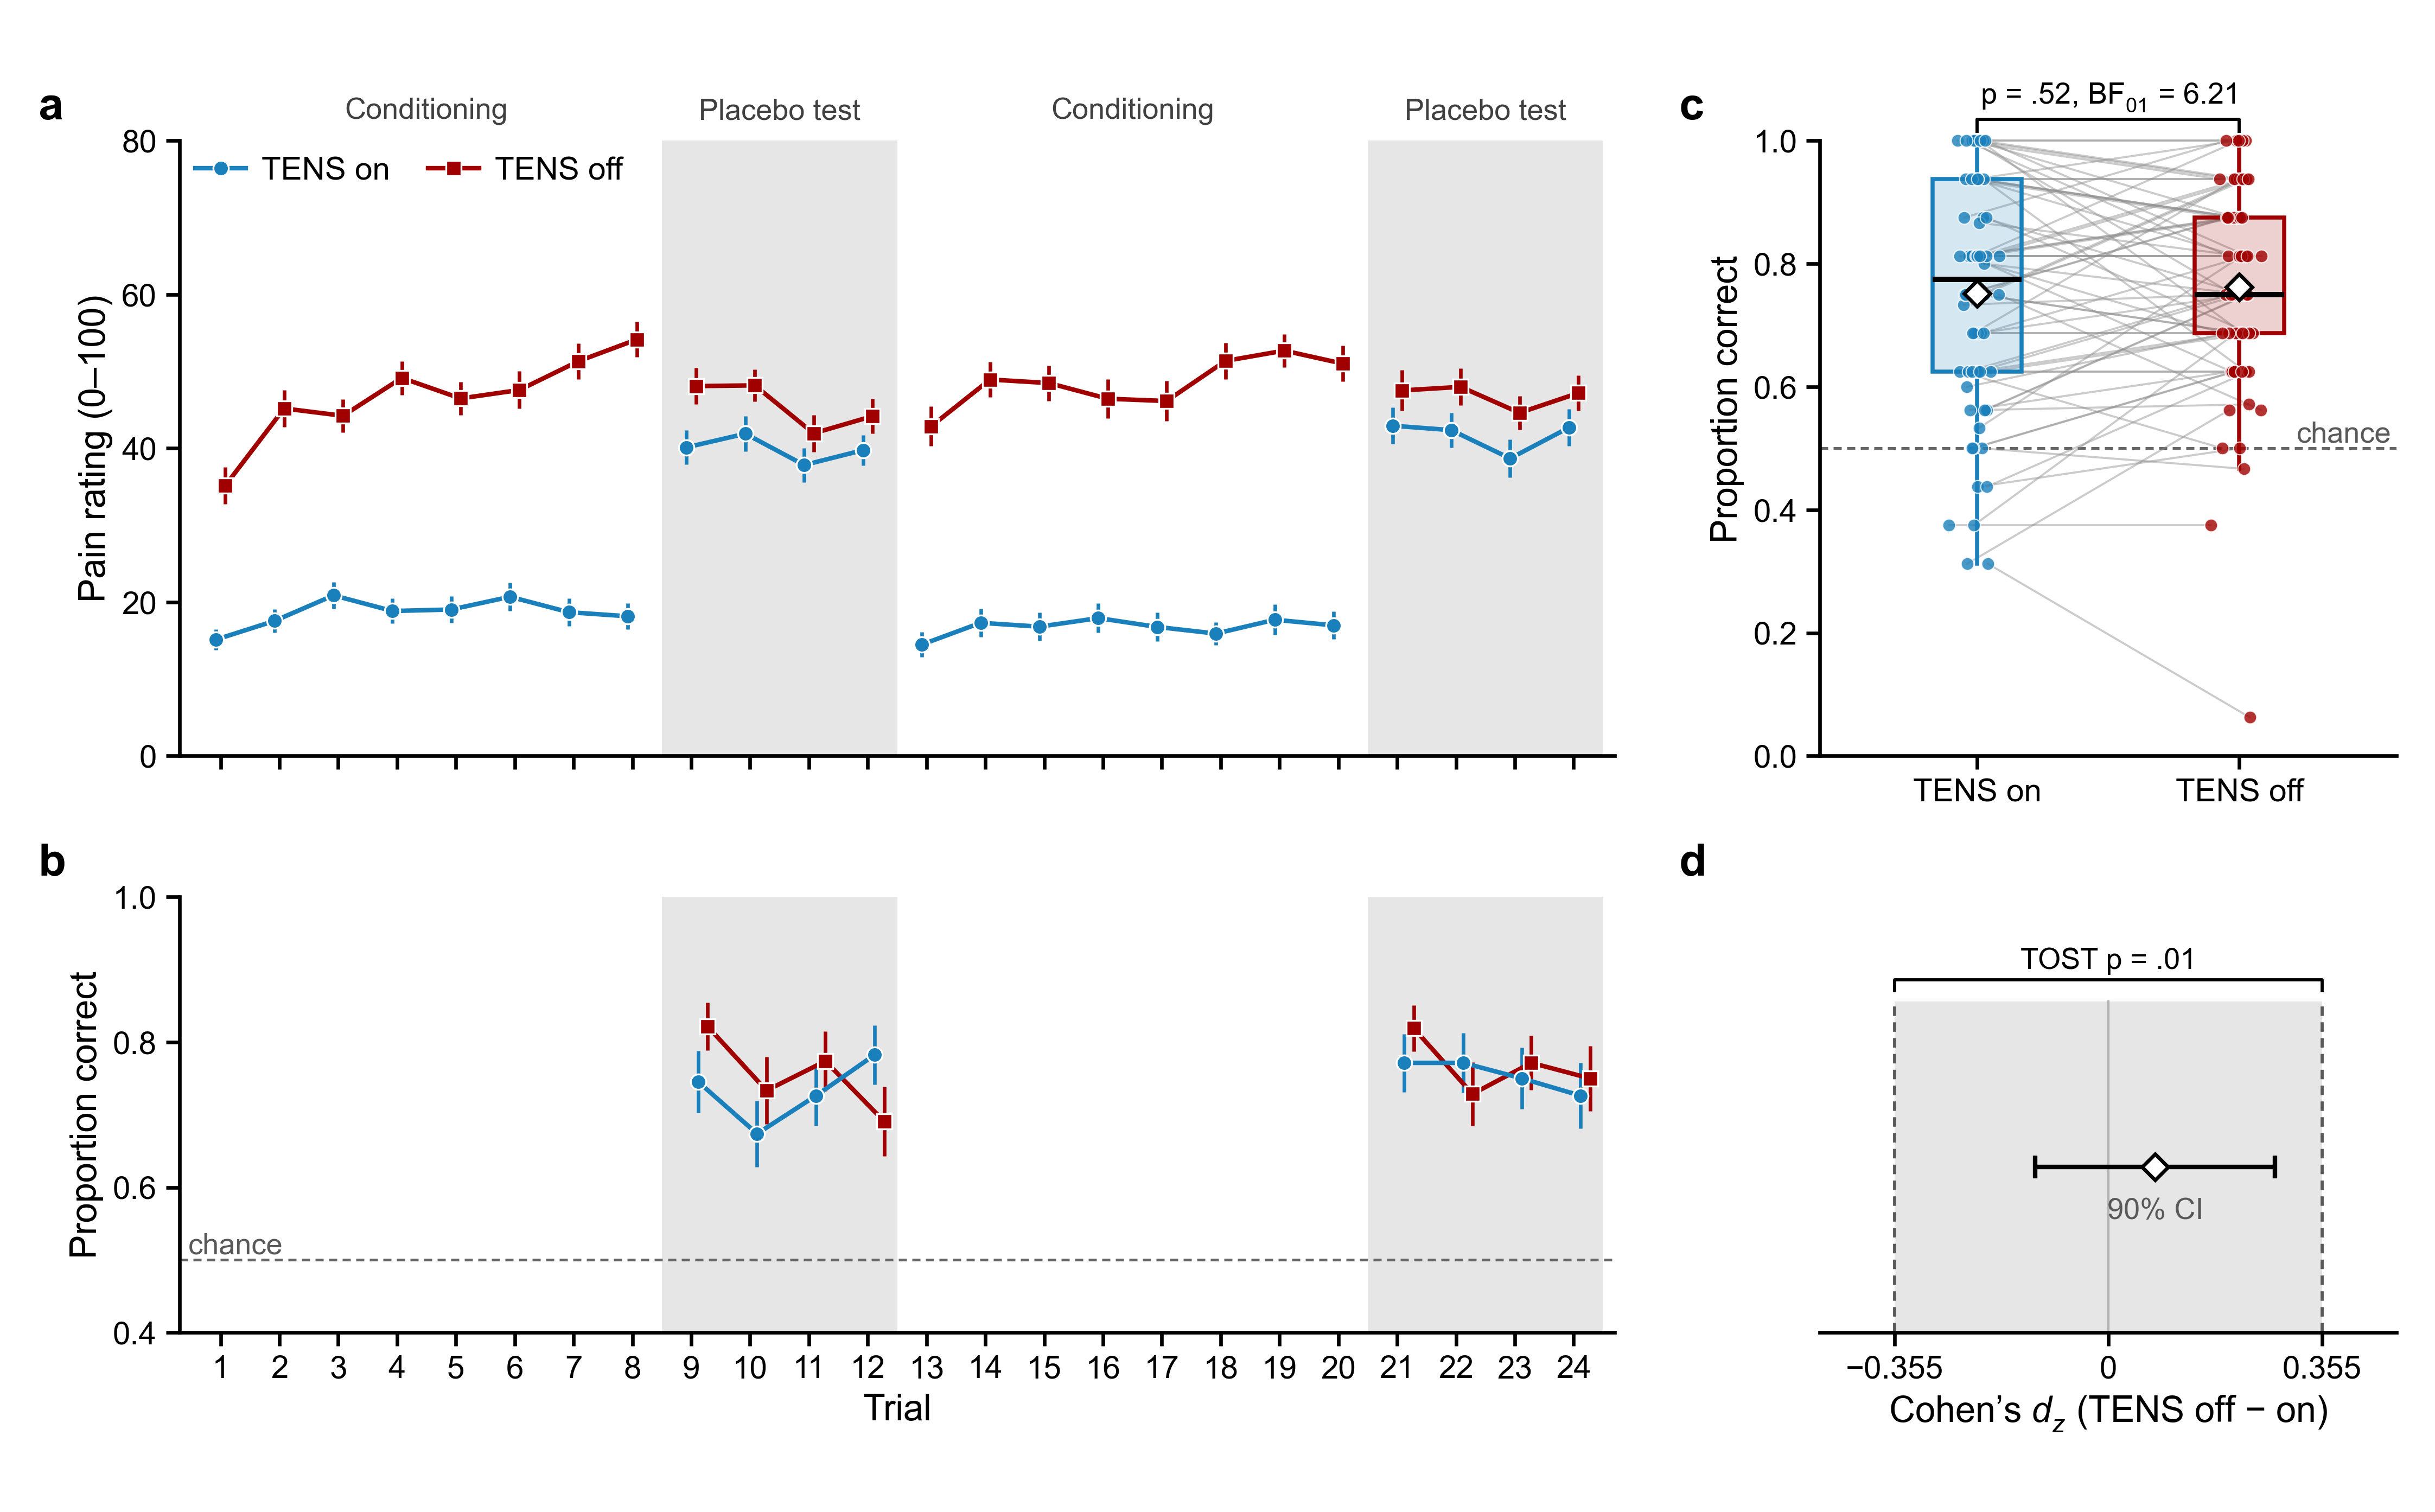 a
Conditioning
Placebo test
Conditioning
Placebo test
TENS on
TENS off
Pain rating (0–100)
80
60
40
20
0
b
Proportion correct
1.0
0.8
0.6
0.4
chance
1 2 3 4 5 6 7 8 9 10 11 12 13 14 15 16 17 18 19 20 21 22 23 24
Trial
c
p = .52, BF01 = 6.21
Proportion correct
1.0
0.8
0.6
0.4
0.2
0.0
chance
TENS on
TENS off
d
TOST p = .01
90% CI
−0.355 0 0.355
Cohen’s dz (TENS off − on)